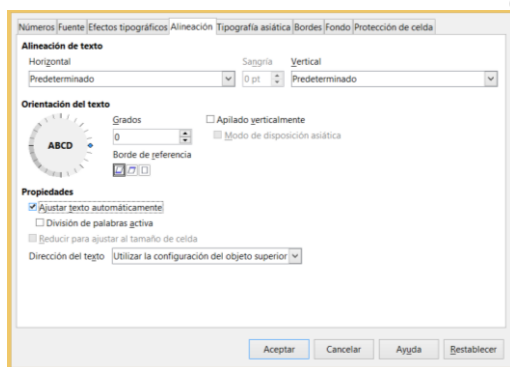 Números Fuente Efectos tipográficos Alineación Tipografía asiática Bordes Fondo Protección de celda
Alineación de texto
Horizontal Sangría Vertical
Predeterminado 0 pt Predeterminado
Orientación del texto
Grados Apilado verticalmente
0 Modo de disposición asiática
ABCD
Borde de referencia
Propiedades
Ajustar texto automáticamente
División de palabras activa
Reducir para ajustar al tamaño de celda
Dirección del texto Utilizar la configuración del objeto superior
Aceptar Cancelar Ayuda Restablecer